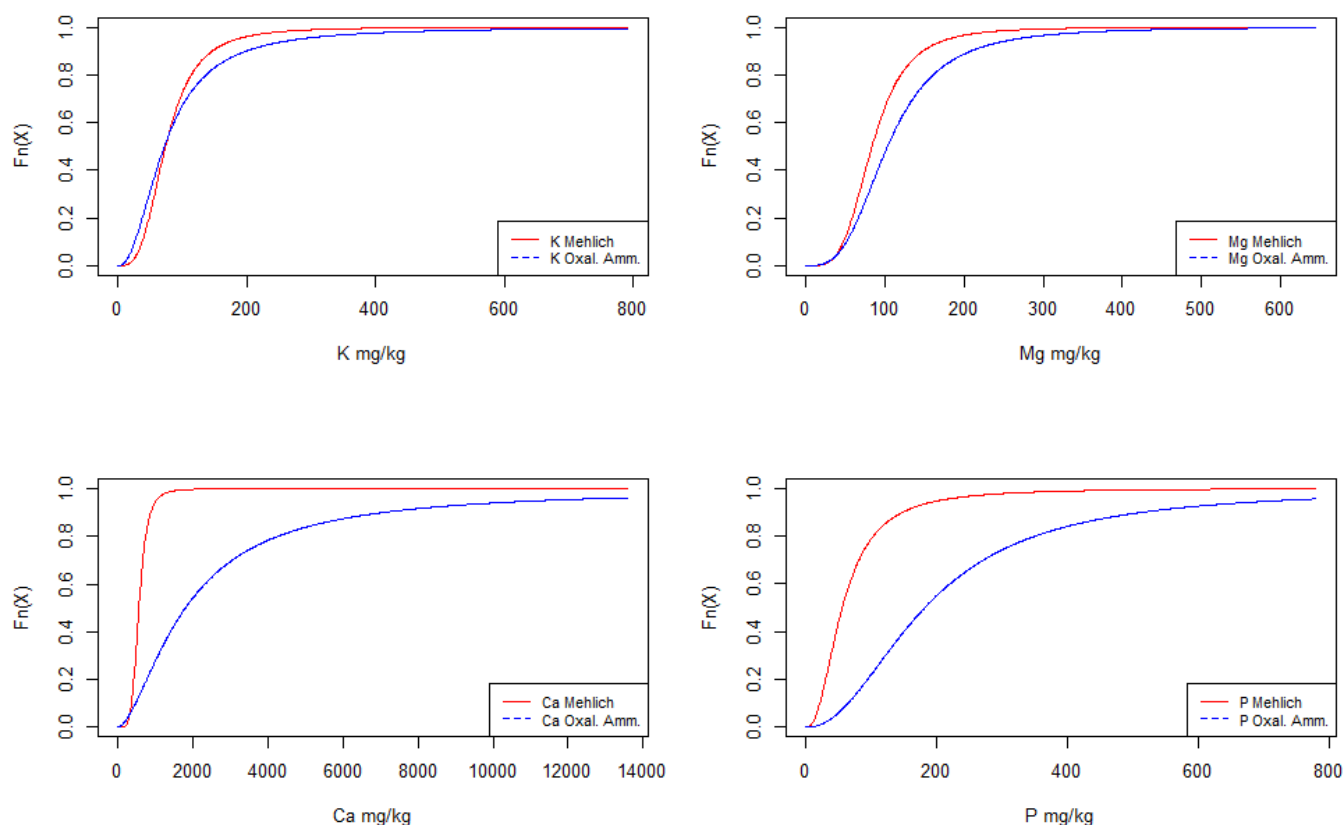 1.0
0.8
0.6
0.4
0.2
0.0
Fn(X)
K Mehlich
K Oxal. Amm.
0 200 400 600 800
K mg/kg
1.0
0.8
0.6
0.4
0.2
0.0
Fn(X)
Mg Mehlich
Mg Oxal. Amm.
0 100 200 300 400 500 600
Mg mg/kg
1.0
0.8
0.6
0.4
0.2
0.0
Fn(X)
Ca Mehlich
Ca Oxal. Amm.
0 2000 4000 6000 8000 10000 12000 14000
Ca mg/kg
1.0
0.8
0.6
0.4
0.2
0.0
Fn(X)
P Mehlich
P Oxal. Amm.
0 200 400 600 800
P mg/kg